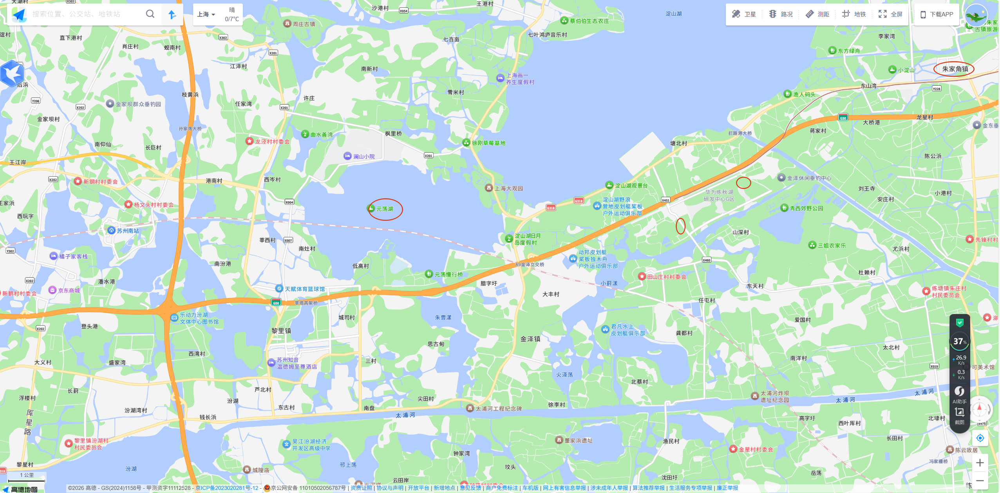 大潮村
X302
沙港村
X054
王港村
淀山湖
搜索位置、公交站、地铁站
上海
晴
0/7°C
周庄古镇
蔡伯伯生态农庄
卫星
路况
测距
地铁
全屏
下载APP
朱家
古镇旅游
谊村
直下港村
X302
七百亩
七叶鸿庐音乐村
李家湾
肖庄村
蚬南村
X201
东方绿舟
江泽村
南新村
小淀山
朱家角镇
上海画一
养生度假村
后浜
东山湾
Y228
枝黄浜
雪米村
渔人码头
Y206
金家坝群众垂钓园
X202
任家湾
X201
许庄
金家坝村
G50
龙星村
大桥港
金东垂
孙家荡大桥
曲水善湾
枫里桥
拦路港大桥
蒋家村
龙泾村村委会
徐刚草莓基地
塘北村
南仰仙
长巨村
澜山小院
X201
陈公浜
王江岸
X202
新钢村村委会
港南村
西岑村
上海大观园
淀山湖观景台
金泽休闲垂钓中心
刘王寺
小港村
华为练秋湖
研发中心G区
王家浜
杨文头村村委会
X004
元荡湖
G318
G318
淀山湖野浪
营地皮划艇桨板
户外运动俱乐部
X451
安庄村
青西郊野公园
西玩字
苏州南站
莘西村
X007
淀山湖日月
岛度假村
山深村
先锋村村
Y302
橘子家客栈
南灶村
动邦皮划艇
桨板独木舟
户外运动俱乐部
三姐农家乐
尤浜村
X460
南汾港
低高村
A9金泽立交桥
元荡慢行桥
田山庄村村委会
杜赖村
X202
潘水港
腊字圩
小葑漾
东天村
新鹤村村委会
京东商城
天赋体育篮球馆
大丰村
练塘镇朱庄村
村民委员会
G50
莘塔高架桥
任屯村
乐动力汾湖
文体中心图书馆
城司村
朱曹漾
泖
登头港
X202
黎里镇
君凡水上
皮划艇俱乐部
爱国村
龚都村
金泽镇
37%
思古甸
太北村
西湾村
26.9
K/s
大义村
盛家湾
苏州知音
温德姆至尊酒店
三村
南洋村
X019
可美术馆
0.3
K/s
火泽荡
北蔡村
长葑
芦北村
太浦河炸坝
遗址纪念园
太浦河
太浦河
AI助手
浮楼村
汾湖
尖田村
徐李村
东古村
南盘
太浦河工程纪念碑
汾湖湾村
厍星路
钱长浜
太浦河
高字圩
西叶厍村
北埭村
截图
X475
黎里镇汾湖村
村民委员会
吴江汾湖经济
开发区高级中学
董家浜遗址
渔民村
长田村
金星村村委会
陈云故居
钟家湾
黎星村
汾湖
邗上荡
坟头
冯家栅桥
318
城隍庙
岳荡
1 公里
云田岸
沈田圩
练
高德地图
©2026 高德 - GS(2024)1158号 - 甲测资字11112528 - 京ICP备2023020281号-12 - 京公网安备 11010502056787号 | 资质证照 | 协议与声明 | 开放平台 | 新增地点 | 意见反馈 | 商户免费标注 | 车机版 | 网上有害信息举报 | 涉未成年人举报 | 算法推荐举报 | 生活服务专项举报 | 廉正举报